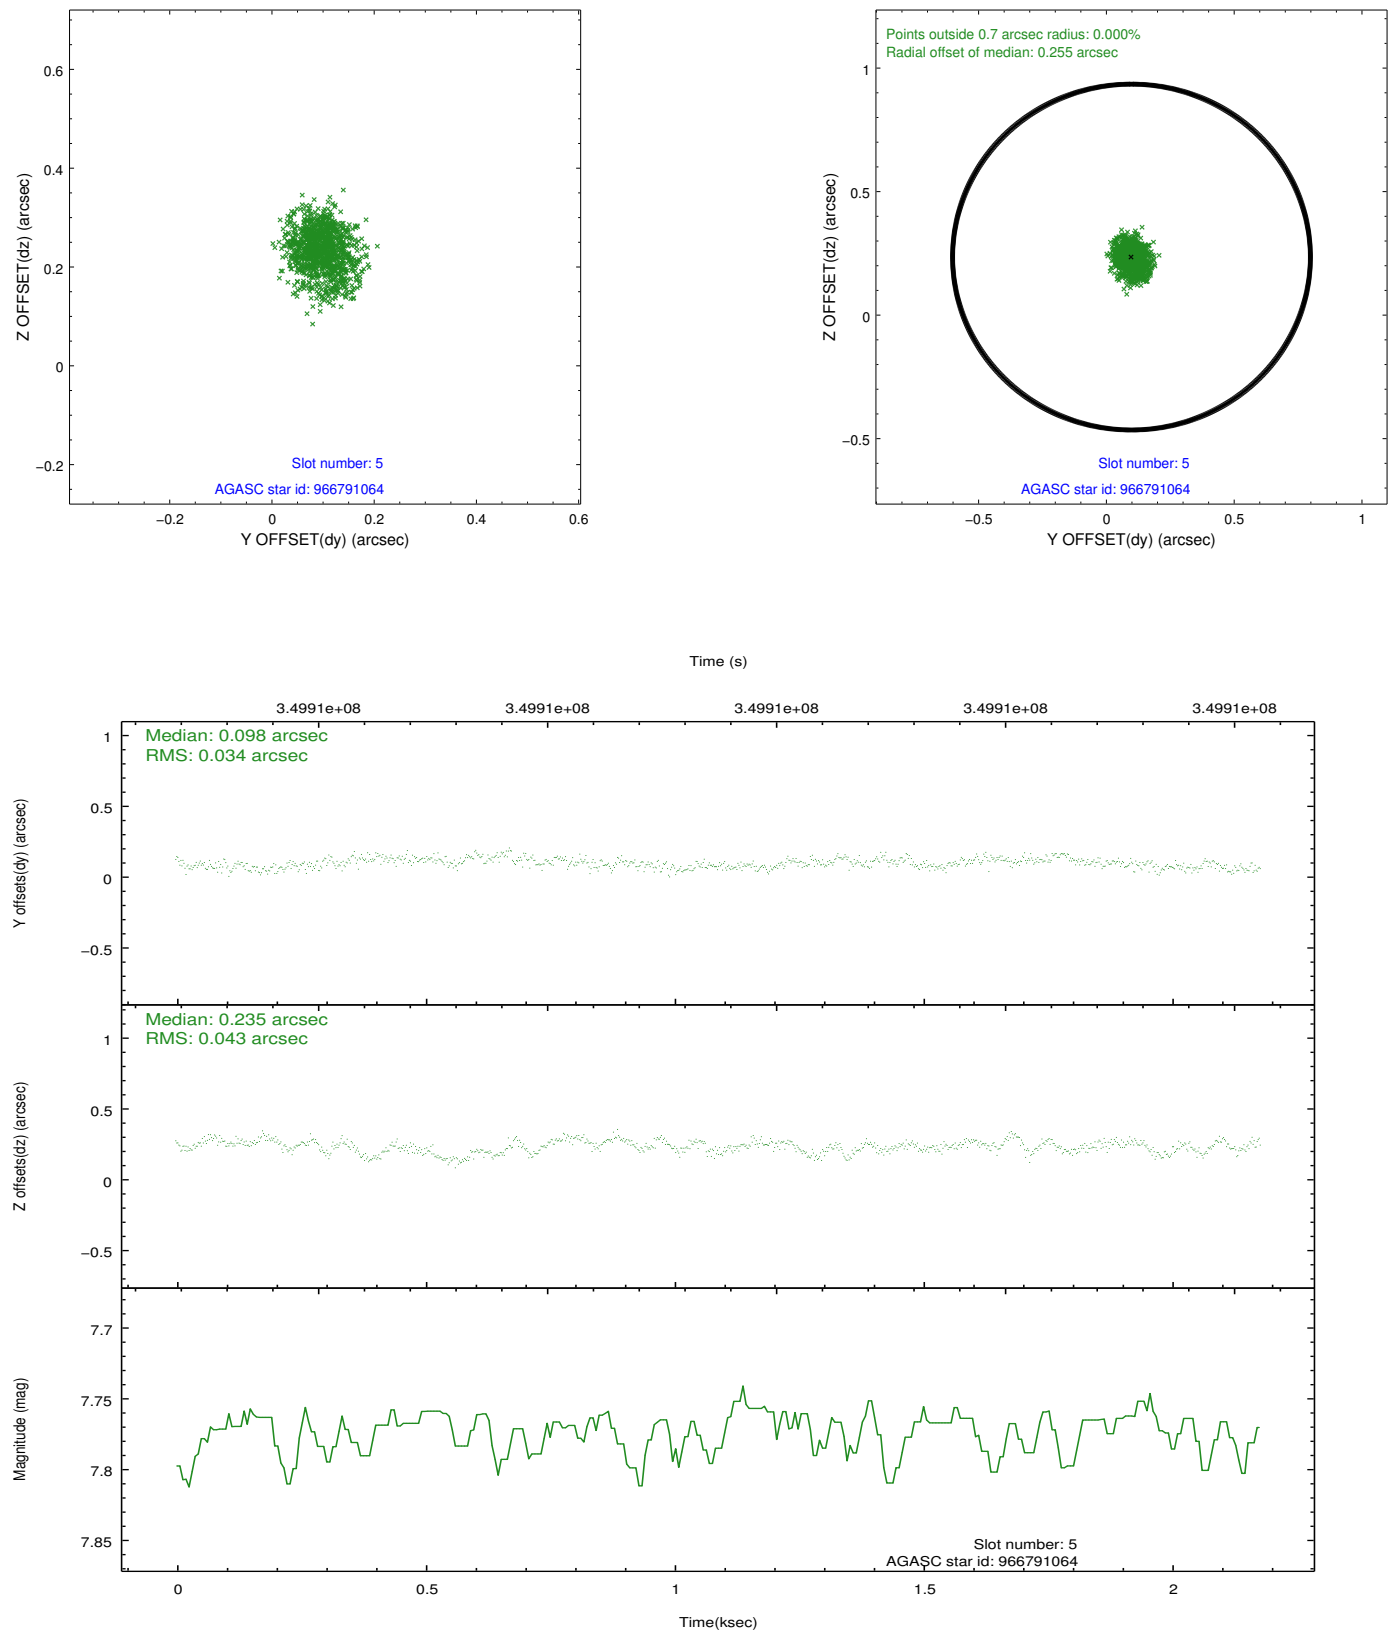 0.6
0.4
0.2
0
−0.2
−0.2
0
0.2
0.4
0.6
Z OFFSET(dz) (arcsec)
Y OFFSET(dy) (arcsec)
Slot number: 5
AGASC star id: 966791064
Points outside 0.7 arcsec radius: 0.000%
Radial offset of median: 0.255 arcsec
1
0.5
0
−0.5
−0.5
0
0.5
1
Z OFFSET(dz) (arcsec)
Y OFFSET(dy) (arcsec)
Slot number: 5
AGASC star id: 966791064
Time (s)
3.4991e+08
3.4991e+08
3.4991e+08
3.4991e+08
3.4991e+08
Median: 0.098 arcsec
RMS: 0.034 arcsec
1
0.5
0
−0.5
Y offsets(dy) (arcsec)
Median: 0.235 arcsec
RMS: 0.043 arcsec
1
0.5
0
−0.5
Z offsets(dz) (arcsec)
7.7
7.75
7.8
7.85
Magnitude (mag)
Slot number: 5
AGASC star id: 966791064
0
0.5
1
1.5
2
Time(ksec)